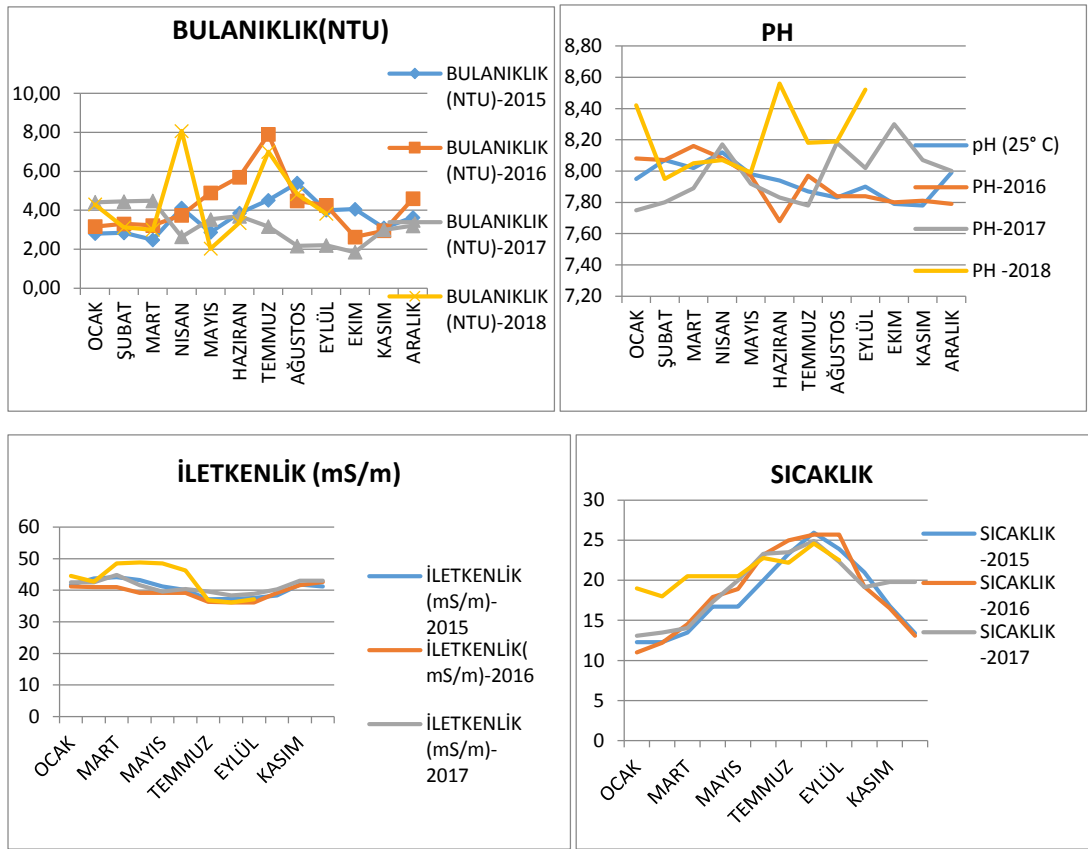 BULANIKLIK(NTU)
10,00
8,00
6,00
4,00
2,00
0,00
OCAK
ŞUBAT
MART
NISAN
MAYIS
HAZIRAN
TEMMUZ
AĞUSTOS
EYLÜL
EKIM
KASIM
ARALIK
BULANIKLIK
(NTU)-2015
BULANIKLIK
(NTU)-2016
BULANIKLIK
(NTU)-2017
BULANIKLIK
(NTU)-2018
PH
8,80
8,60
8,40
8,20
8,00
7,80
7,60
7,40
7,20
OCAK
ŞUBAT
MART
NISAN
MAYIS
HAZIRAN
TEMMUZ
AĞUSTOS
EYLÜL
EKIM
KASIM
ARALIK
pH (25° C)
PH-2016
PH-2017
PH -2018
İLETKENLİK (mS/m)
60
50
40
30
20
10
0
OCAK
MART
MAYIS
TEMMUZ
EYLÜL
KASIM
İLETKENLİK
(mS/m)-
2015
İLETKENLİK(
mS/m)-2016
İLETKENLİK
(mS/m)-
2017
SICAKLIK
30
25
20
15
10
5
0
OCAK
MART
MAYIS
TEMMUZ
EYLÜL
KASIM
SICAKLIK
-2015
SICAKLIK
-2016
SICAKLIK
-2017